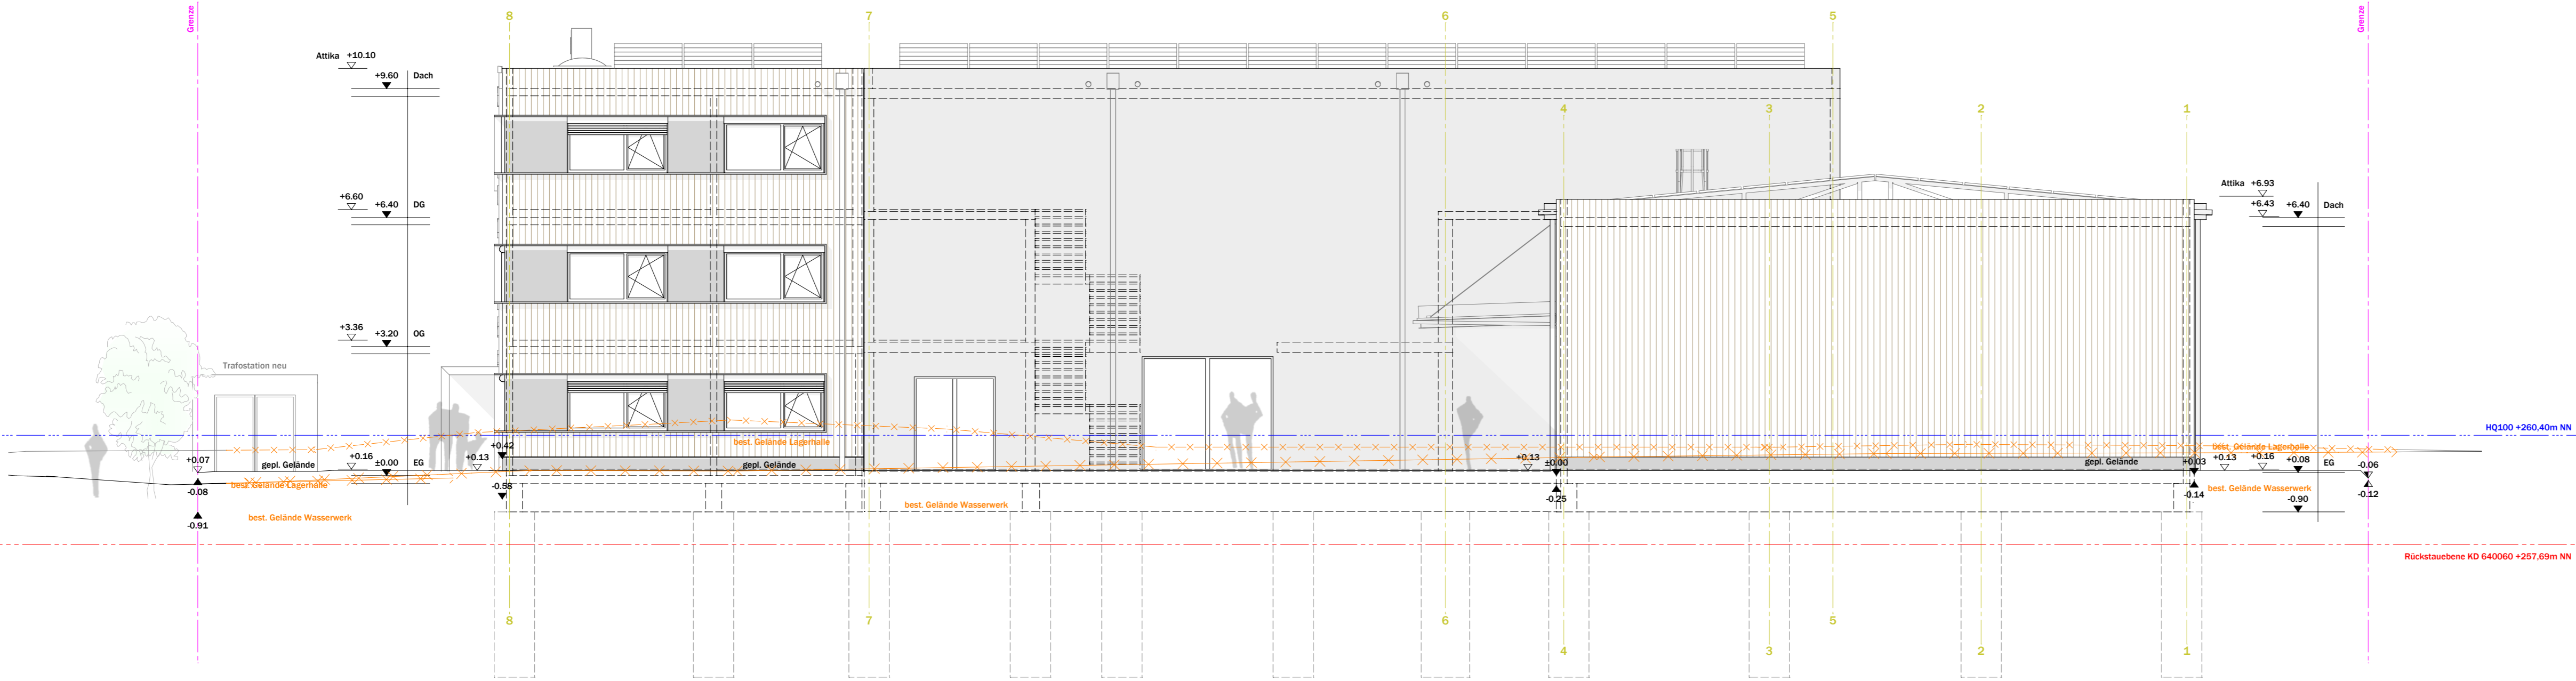 Grenze
8
7
6
5
Grenze
Attika +10.10
+9.60 Dach
4
3
2
1
+6.60
+6.40 DG
Attika +6.93
+6.43
+6.40 Dach
+3.36
+3.20 OG
Trafostation neu
HQ100 +260,40m NN
best. Gelände Lagerhalle
best. Gelände Lagerhalle
+0.42
+0.07
gepl. Gelände
+0.16
±0.00 EG
+0.13
gepl. Gelände
+0.13
±0.00
gepl. Gelände
+0.03
+0.13
+0.16
+0.08 EG
-0.06
best. Gelände Lagerhalle
-0.08
-0.58
-0.25
-0.14
best. Gelände Wasserwerk
-0.12
-0.90
best. Gelände Wasserwerk
best. Gelände Wasserwerk
-0.91
Rückstauebene KD 640060 +257,69m NN
8
7
6
5
4
3
2
1